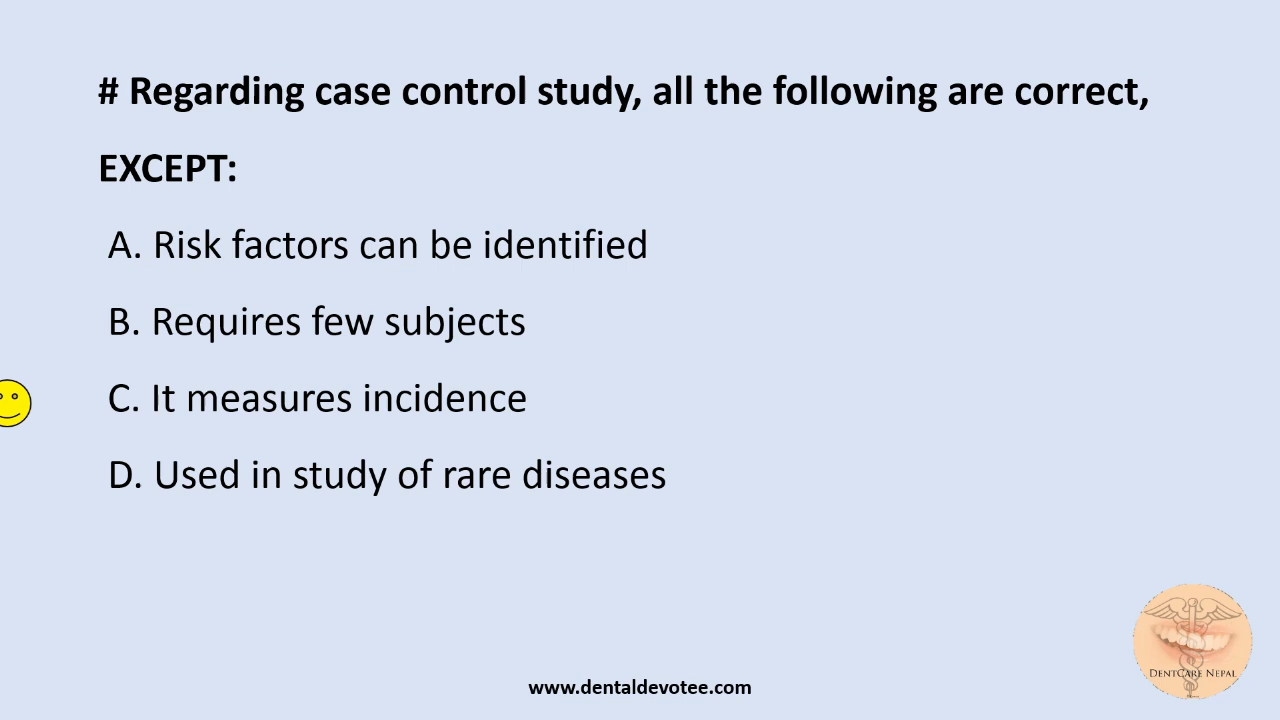 # Regarding case control study, all the following are correct,
EXCEPT:
A. Risk factors can be identified
B. Requires few subjects
C. It measures incidence
D. Used in study of rare diseases
DentCare Nepal
www.dentaldevotee.com